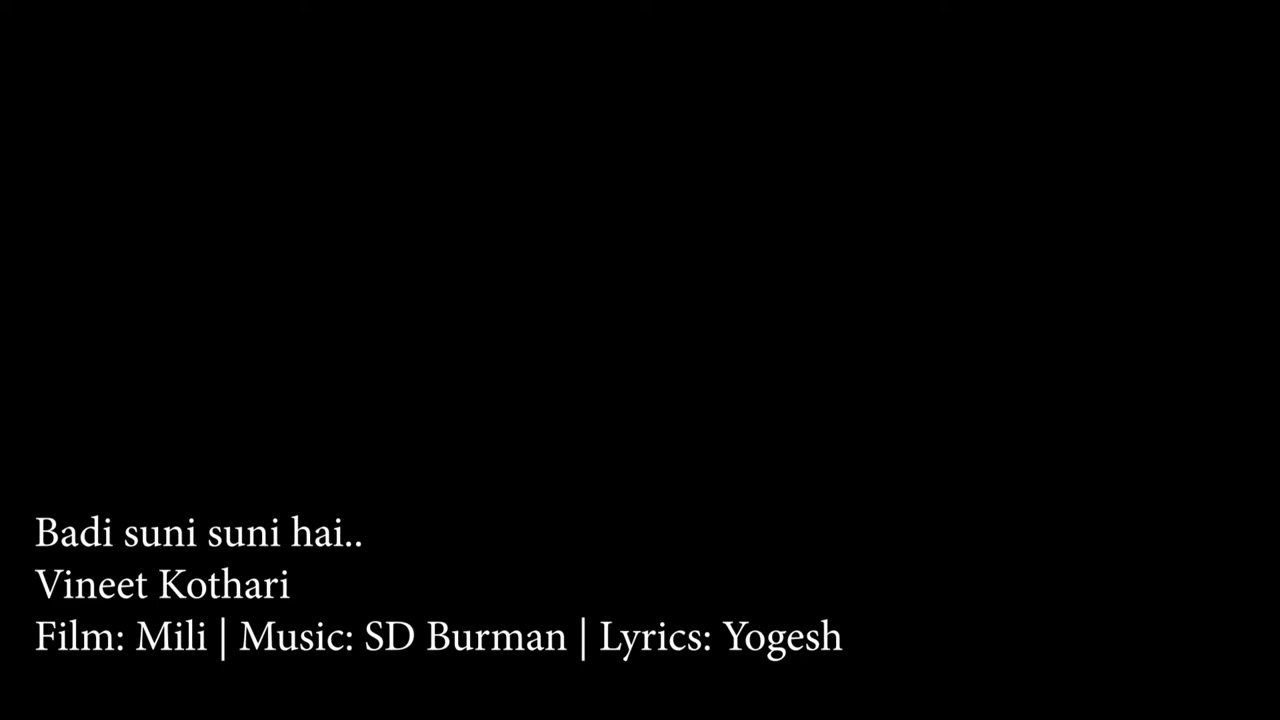 Badi suni suni hai..
Vineet Kothari
Film: Mili | Music: SD Burman | Lyrics: Yogesh